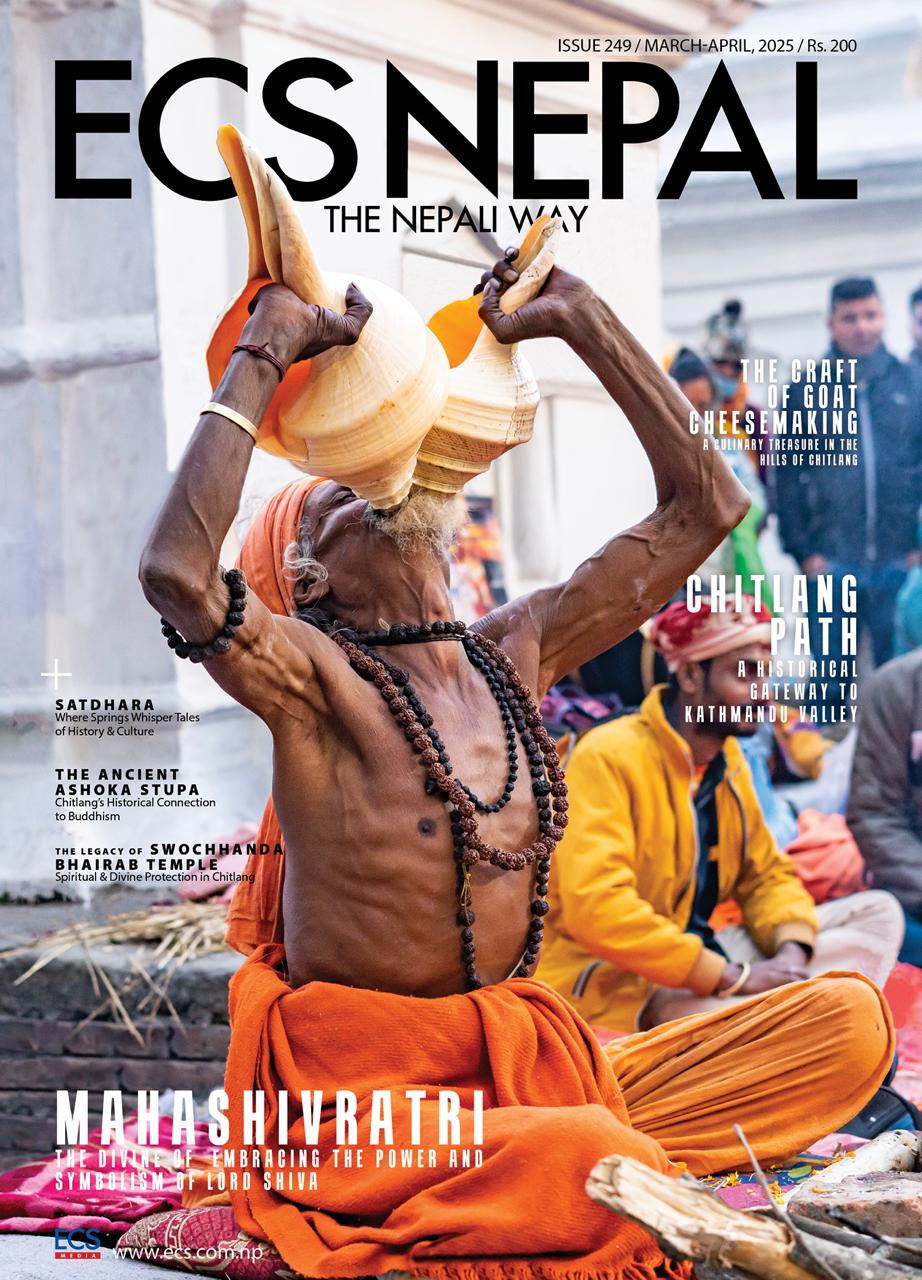 ISSUE 249 / MARCH-APRIL, 2025 / Rs. 200
ECS NEPAL
THE NEPALI WAY
THE CRAFT
OF GOAT
CHEESEMAKING
A CULINARY TREASURE IN THE
HILLS OF CHITLANG
CHITLANG
PATH
A HISTORICAL
GATEWAY TO
KATHMANDU VALLEY
SATDHARA
Where Springs Whisper Tales
of History & Culture
THE ANCIENT
ASHOKA STUPA
Chitlang's Historical Connection
to Buddhism
THE LEGACY OF SWOCHHANDA
BHAIRAB TEMPLE
Spiritual & Divine Protection in Chitlang
MAHASHIVRATRI
THE DIVINE OF EMBRACING THE POWER AND
SYMBOLISM OF LORD SHIVA
ECS
MEDIA
www.ecs.com.np